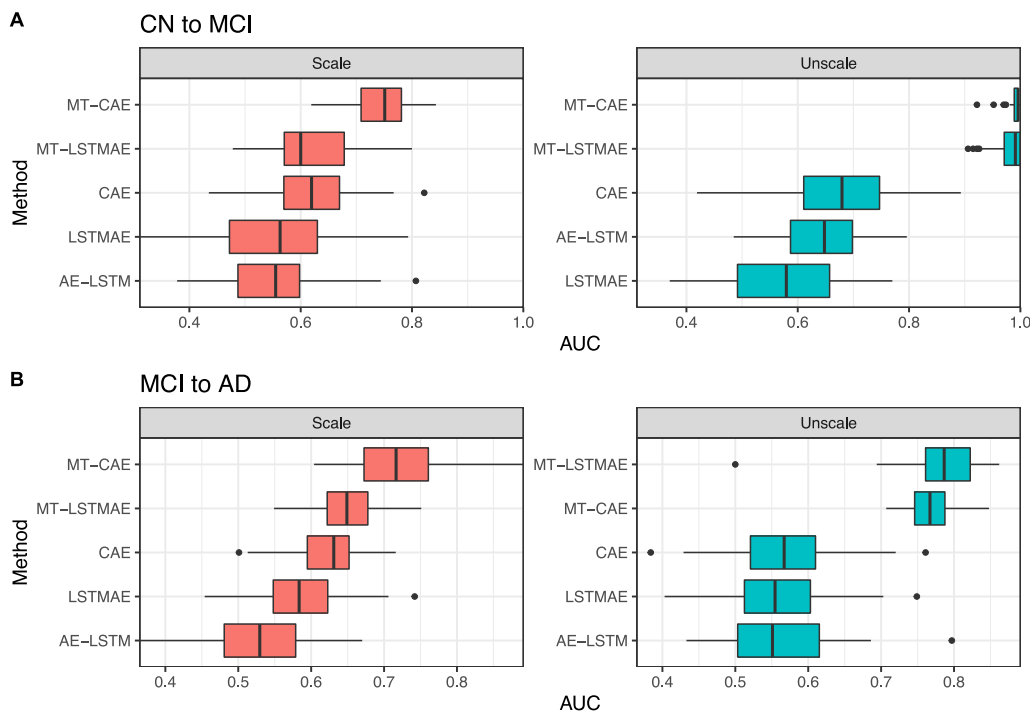 A
CN to MCI
Scale
Unscale
Method
MT−CAE
MT−LSTMAE
CAE
LSTMAE
AE−LSTM
MT−CAE
MT−LSTMAE
CAE
AE−LSTM
LSTMAE
0.4 0.6 0.8 1.0
0.4 0.6 0.8 1.0
AUC
B
MCI to AD
Scale
Unscale
Method
MT−CAE
MT−LSTMAE
CAE
LSTMAE
AE−LSTM
MT−LSTMAE
MT−CAE
CAE
LSTMAE
AE−LSTM
0.4 0.5 0.6 0.7 0.8
0.4 0.5 0.6 0.7 0.8
AUC